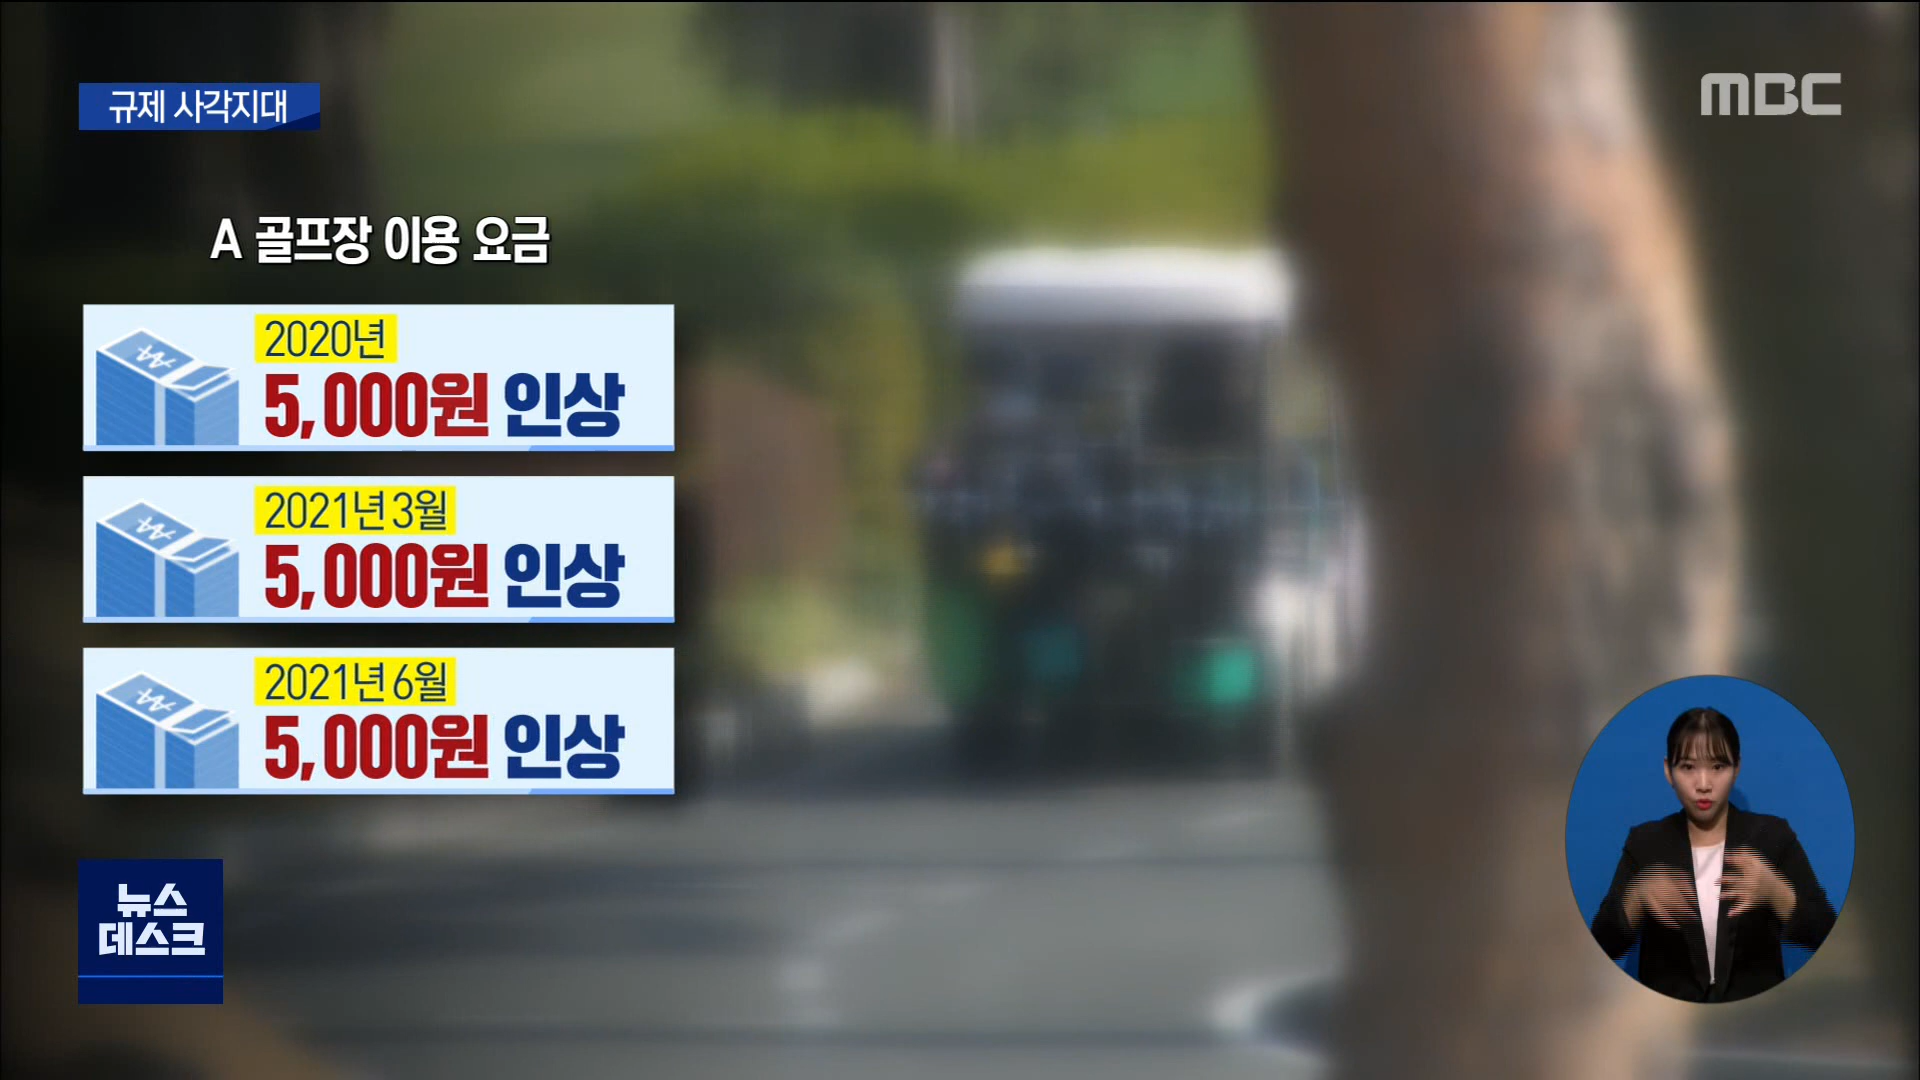 규제 사각지대
MBC
A 골프장 이용 요금
2020년
5,000원 인상
2021년 3월
5,000원 인상
2021년 6월
5,000원 인상
뉴스
데스크